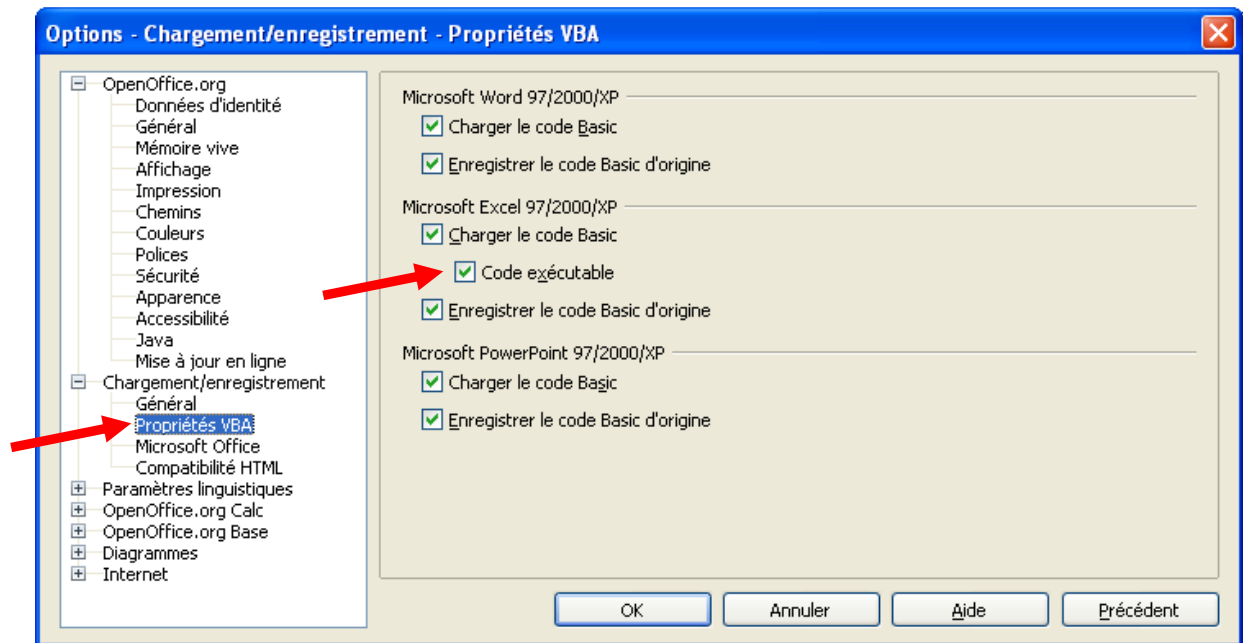 Options - Chargement/enregistrement - Propriétés VBA
OpenOffice.org
Données d'identité
Général
Mémoire vive
Affichage
Impression
Chemins
Couleurs
Polices
Sécurité
Apparence
Accessibilité
Java
Mise à jour en ligne
Chargement/enregistrement
Général
Propriétés VBA
Microsoft Office
Compatibilité HTML
Paramètres linguistiques
OpenOffice.org Calc
OpenOffice.org Base
Diagrammes
Internet
Microsoft Word 97/2000/XP
Charger le code Basic
Enregistrer le code Basic d'origine
Microsoft Excel 97/2000/XP
Charger le code Basic
Code exécutable
Enregistrer le code Basic d'origine
Microsoft PowerPoint 97/2000/XP
Charger le code Basic
Enregistrer le code Basic d'origine
OK Annuler Aide Précédent